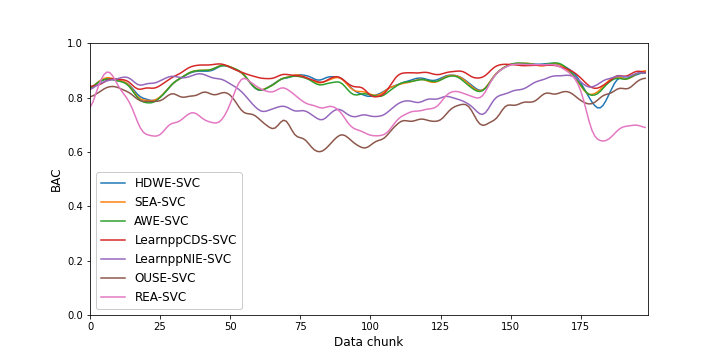 1.0
0.8
0.6
0.4
0.2
0.0
BAC
HDWE-SVC
SEA-SVC
AWE-SVC
LearnppCDS-SVC
LearnppNIE-SVC
OUSE-SVC
REA-SVC
0 25 50 75 100 125 150 175
Data chunk